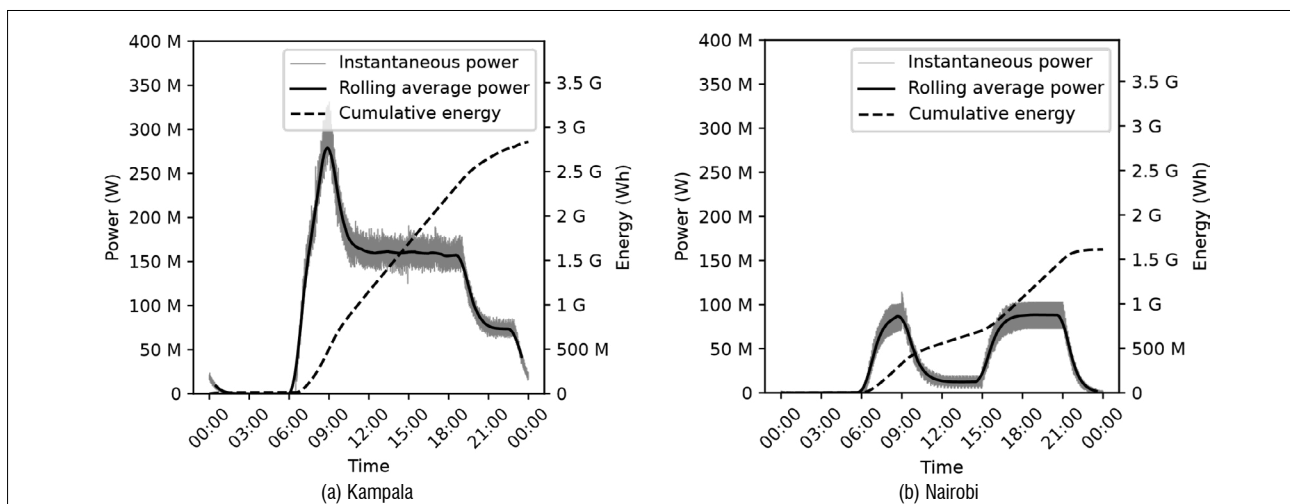 400 M
350 M
300 M
250 M
200 M
150 M
100 M
50 M
0
Power (W)
Instantaneous power
Rolling average power
Cumulative energy
3.5 G
3 G
2.5 G
2 G
1.5 G
1 G
500 M
0
Energy (Wh)
00:00 03:00 06:00 09:00 12:00 15:00 18:00 21:00 00:00
Time
(a) Kampala
400 M
350 M
300 M
250 M
200 M
150 M
100 M
50 M
0
Power (W)
Instantaneous power
Rolling average power
Cumulative energy
3.5 G
3 G
2.5 G
2 G
1.5 G
1 G
500 M
0
Energy (Wh)
00:00 03:00 06:00 09:00 12:00 15:00 18:00 21:00 00:00
Time
(b) Nairobi